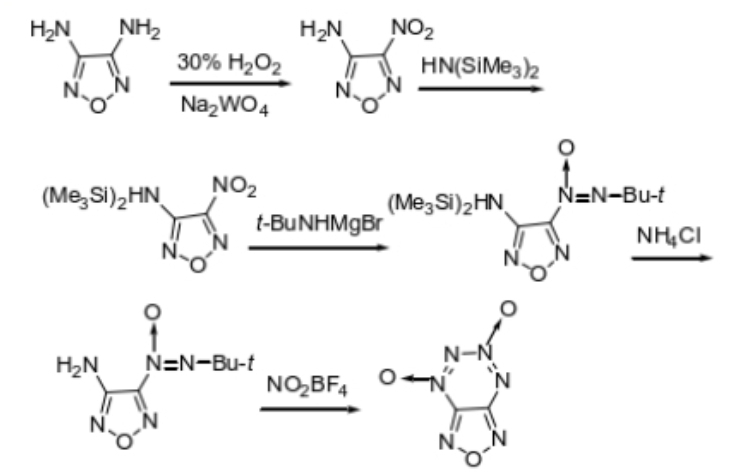 H₂N NH₂ 30% H₂O₂ H₂N NO₂ HN(SiMe₃)₂
N O N Na₂WO₄ N O N
O
(Me₃Si)₂HN NO₂ t-BuNHMgBr (Me₃Si)₂HN N=N–Bu-t NH₄Cl
N O N N O N
O
H₂N N=N–Bu-t NO₂BF₄ O N N O
N O N N N
N O N